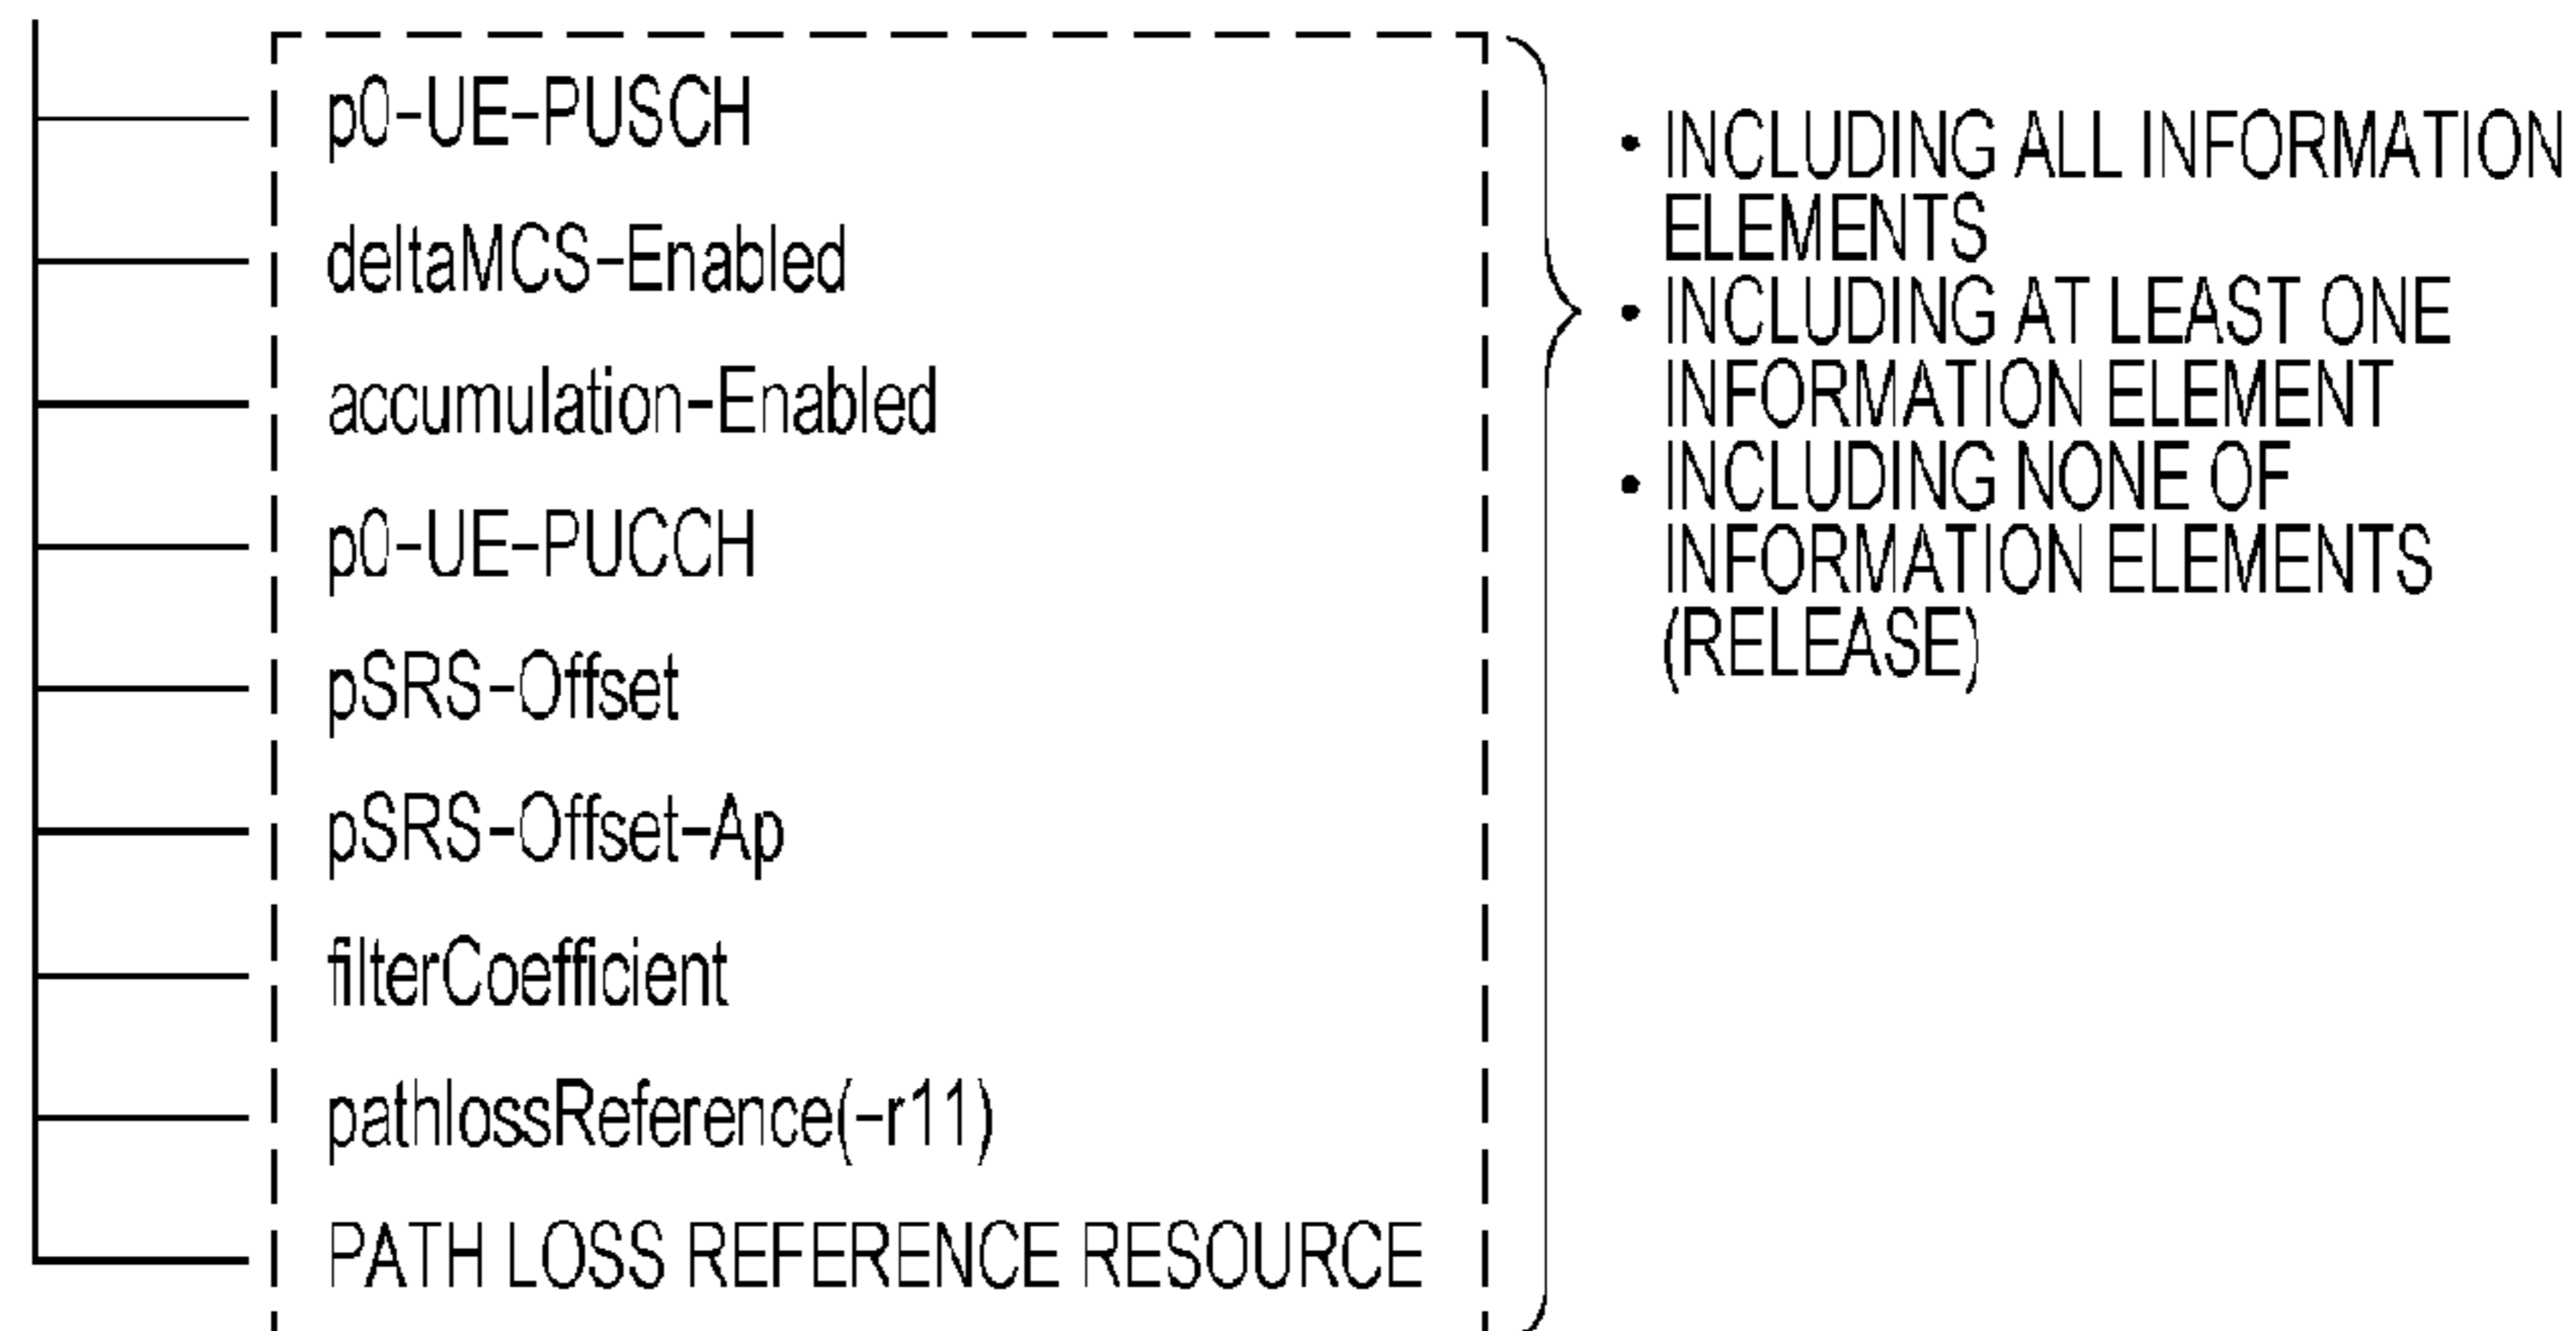 p0-UE-PUSCH
deltaMCS-Enabled
accumulation-Enabled
p0-UE-PUCCH
pSRS-Offset
pSRS-Offset-Ap
filterCoefficient
pathlossReference(-r11)
PATH LOSS REFERENCE RESOURCE
• INCLUDING ALL INFORMATION
ELEMENTS
• INCLUDING AT LEAST ONE
INFORMATION ELEMENT
• INCLUDING NONE OF
INFORMATION ELEMENTS
(RELEASE)